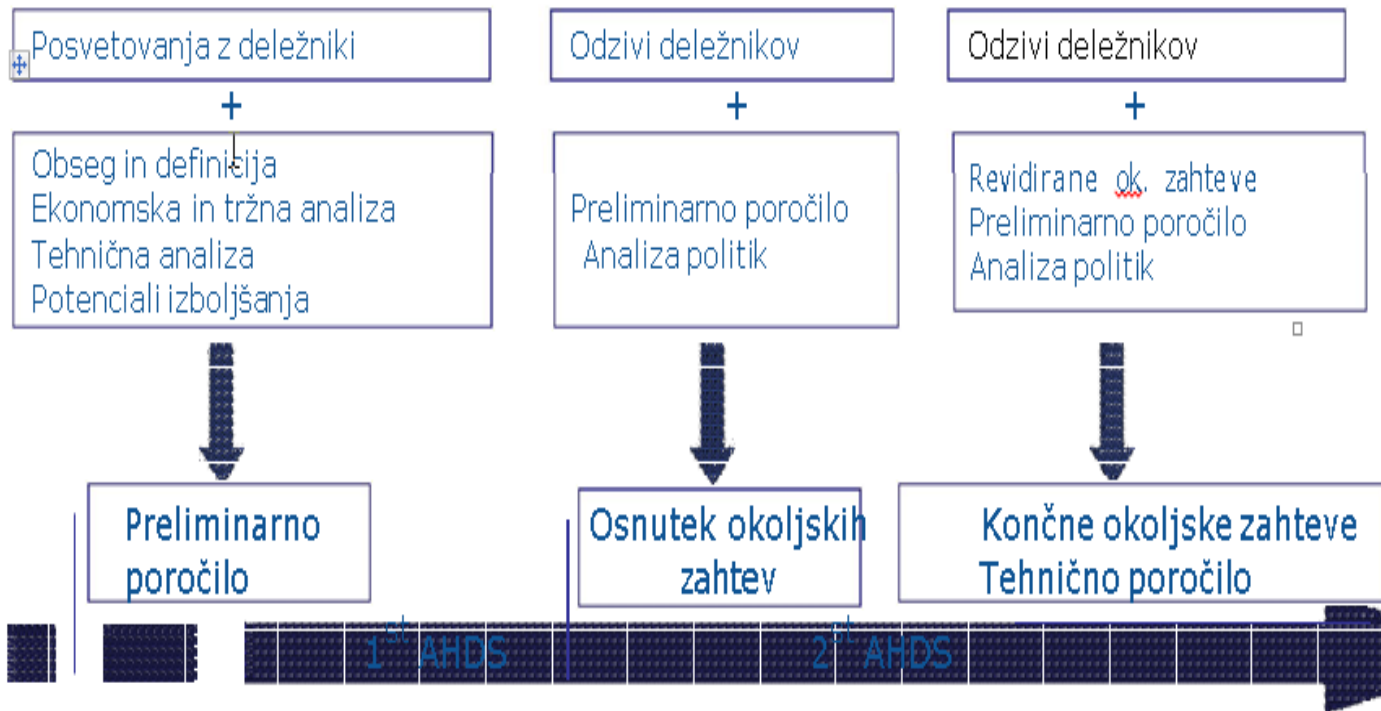 Posvetovanja z deležniki
+
Obseg in definicija
Ekonomska in tržna analiza
Tehnična analiza
Potenciali izboljšanja
Preliminarno
poročilo
Odzivi deležnikov
+
Preliminarno poročilo
Analiza politik
Osnutek okoljskih
zahtev
Odzivi deležnikov
+
Revidirane ok. zahteve
Preliminarno poročilo
Analiza politik
Končne okoljske zahteve
Tehnično poročilo
1st AHDS
2st AHDS